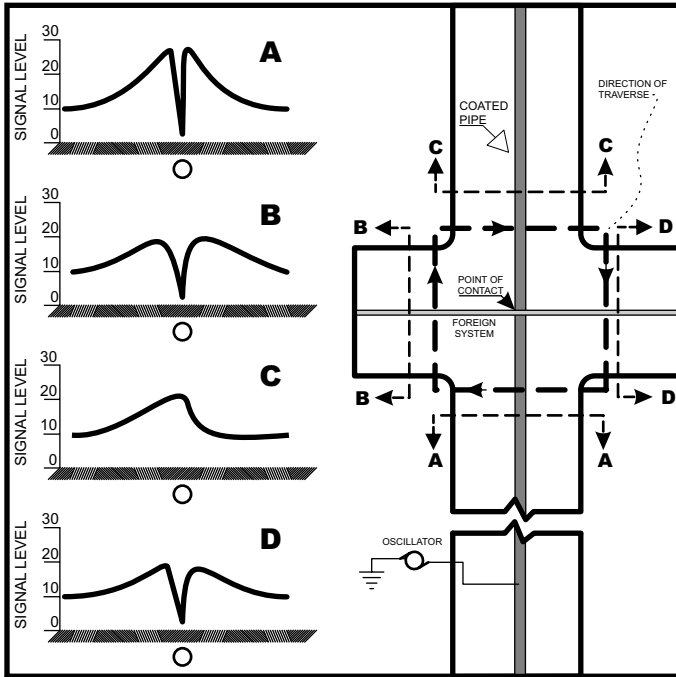 SIGNAL LEVEL
30
20
10
0
A
SIGNAL LEVEL
30
20
10
0
B
SIGNAL LEVEL
30
20
10
0
C
SIGNAL LEVEL
30
20
10
0
D
DIRECTION OF
TRAVERSE
COATED
PIPE
C
C
B
D
POINT OF
CONTACT
FOREIGN
SYSTEM
B
D
A
A
OSCILLATOR